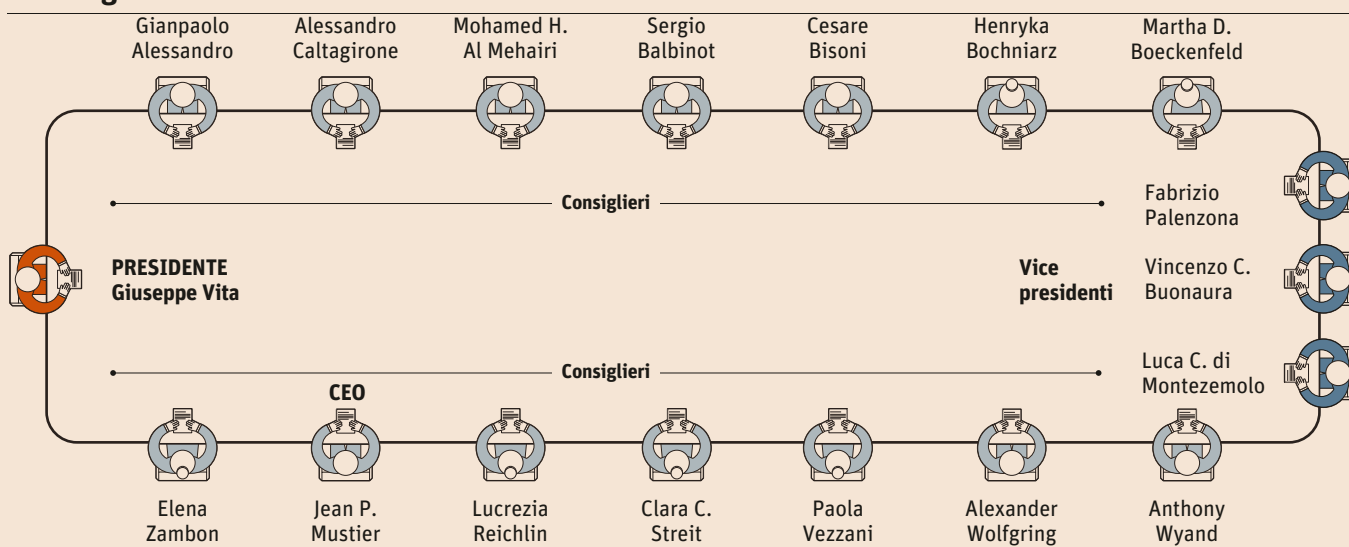 Gianpaolo
Alessandro
Alessandro
Caltagirone
Mohamed H.
Al Mehairi
Sergio
Balbinot
Cesare
Bisoni
Henryka
Bochniarz
Martha D.
Boeckenfeld
Consiglieri
Fabrizio
Palenzona
PRESIDENTE
Giuseppe Vita
Vice
presidenti
Vincenzo C.
Buonaura
Consiglieri
Luca C. di
Montezemolo
CEO
Elena
Zambon
Jean P.
Mustier
Lucrezia
Reichlin
Clara C.
Streit
Paola
Vezzani
Alexander
Wolfgring
Anthony
Wyand